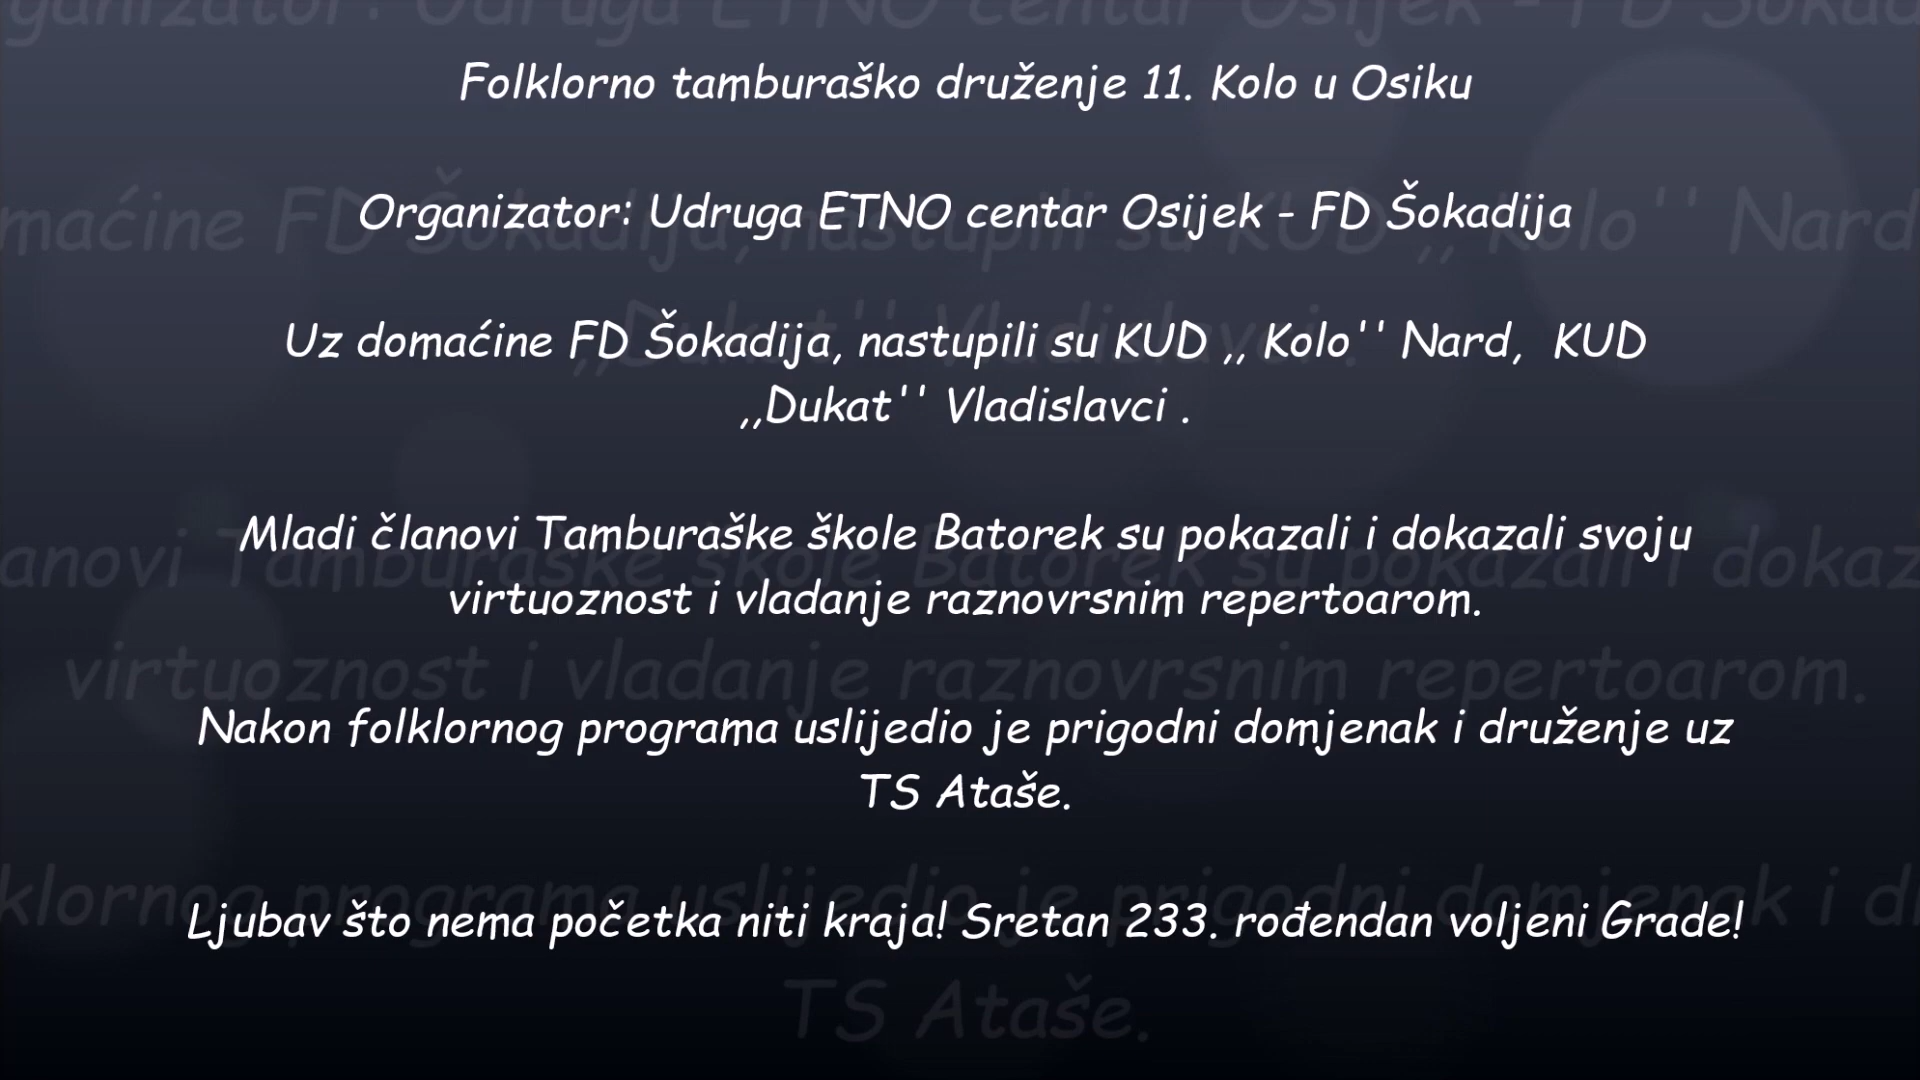 Folklorno tamburaško druženje 11. Kolo u Osiku
Organizator: Udruga ETNO centar Osijek - FD Šokadija
Uz domaćine FD Šokadija, nastupili su KUD ,, Kolo'' Nard,  KUD
,,Dukat'' Vladislavci .
Mladi članovi Tamburaške škole Batorek su pokazali i dokazali svoju
virtuoznost i vladanje raznovrsnim repertoarom.
Nakon folklornog programa uslijedio je prigodni domjenak i druženje uz
TS Ataše.
Ljubav što nema početka niti kraja! Sretan 233. rođendan voljeni Grade!